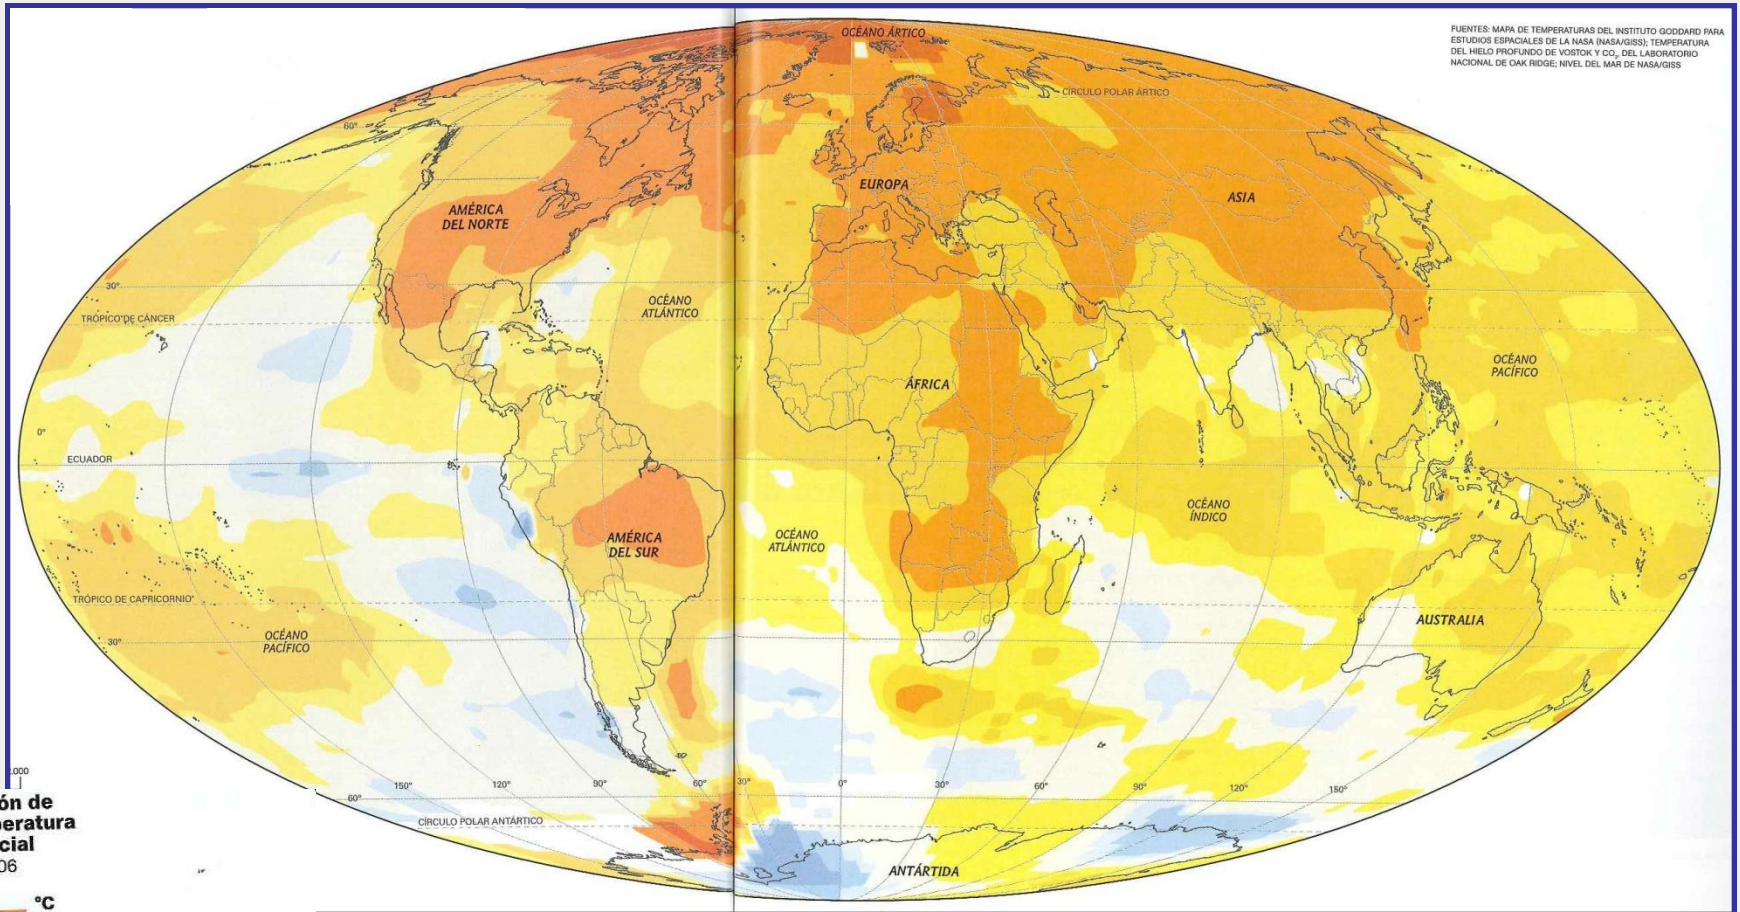 FUENTES: MAPA DE TEMPERATURAS DEL INSTITUTO GODDARD PARA
ESTUDIOS ESPACIALES DE LA NASA (NASA/GISS); TEMPERATURA
DEL HIELO PROFUNDO DE VOSTOK Y CO₂, DEL LABORATORIO
NACIONAL DE OAK RIDGE; NIVEL DEL MAR DE NASA/GISS
OCÉANO ÁRTICO
CÍRCULO POLAR ÁRTICO
60°
EUROPA
ASIA
AMÉRICA
DEL NORTE
30°
OCÉANO
ATLÁNTICO
TRÓPICO DE CÁNCER
OCÉANO
PACÍFICO
ÁFRICA
0°
ECUADOR
OCÉANO
ÍNDICO
AMÉRICA
DEL SUR
OCÉANO
ATLÁNTICO
TRÓPICO DE CAPRICORNIO
AUSTRALIA
OCÉANO
PACÍFICO
30°
150°
120°
90°
60°
30°
0°
30°
60°
90°
120°
150°
60°
CÍRCULO POLAR ANTÁRTICO
ANTÁRTIDA
.000
ón de
peratura
cial
06
°C